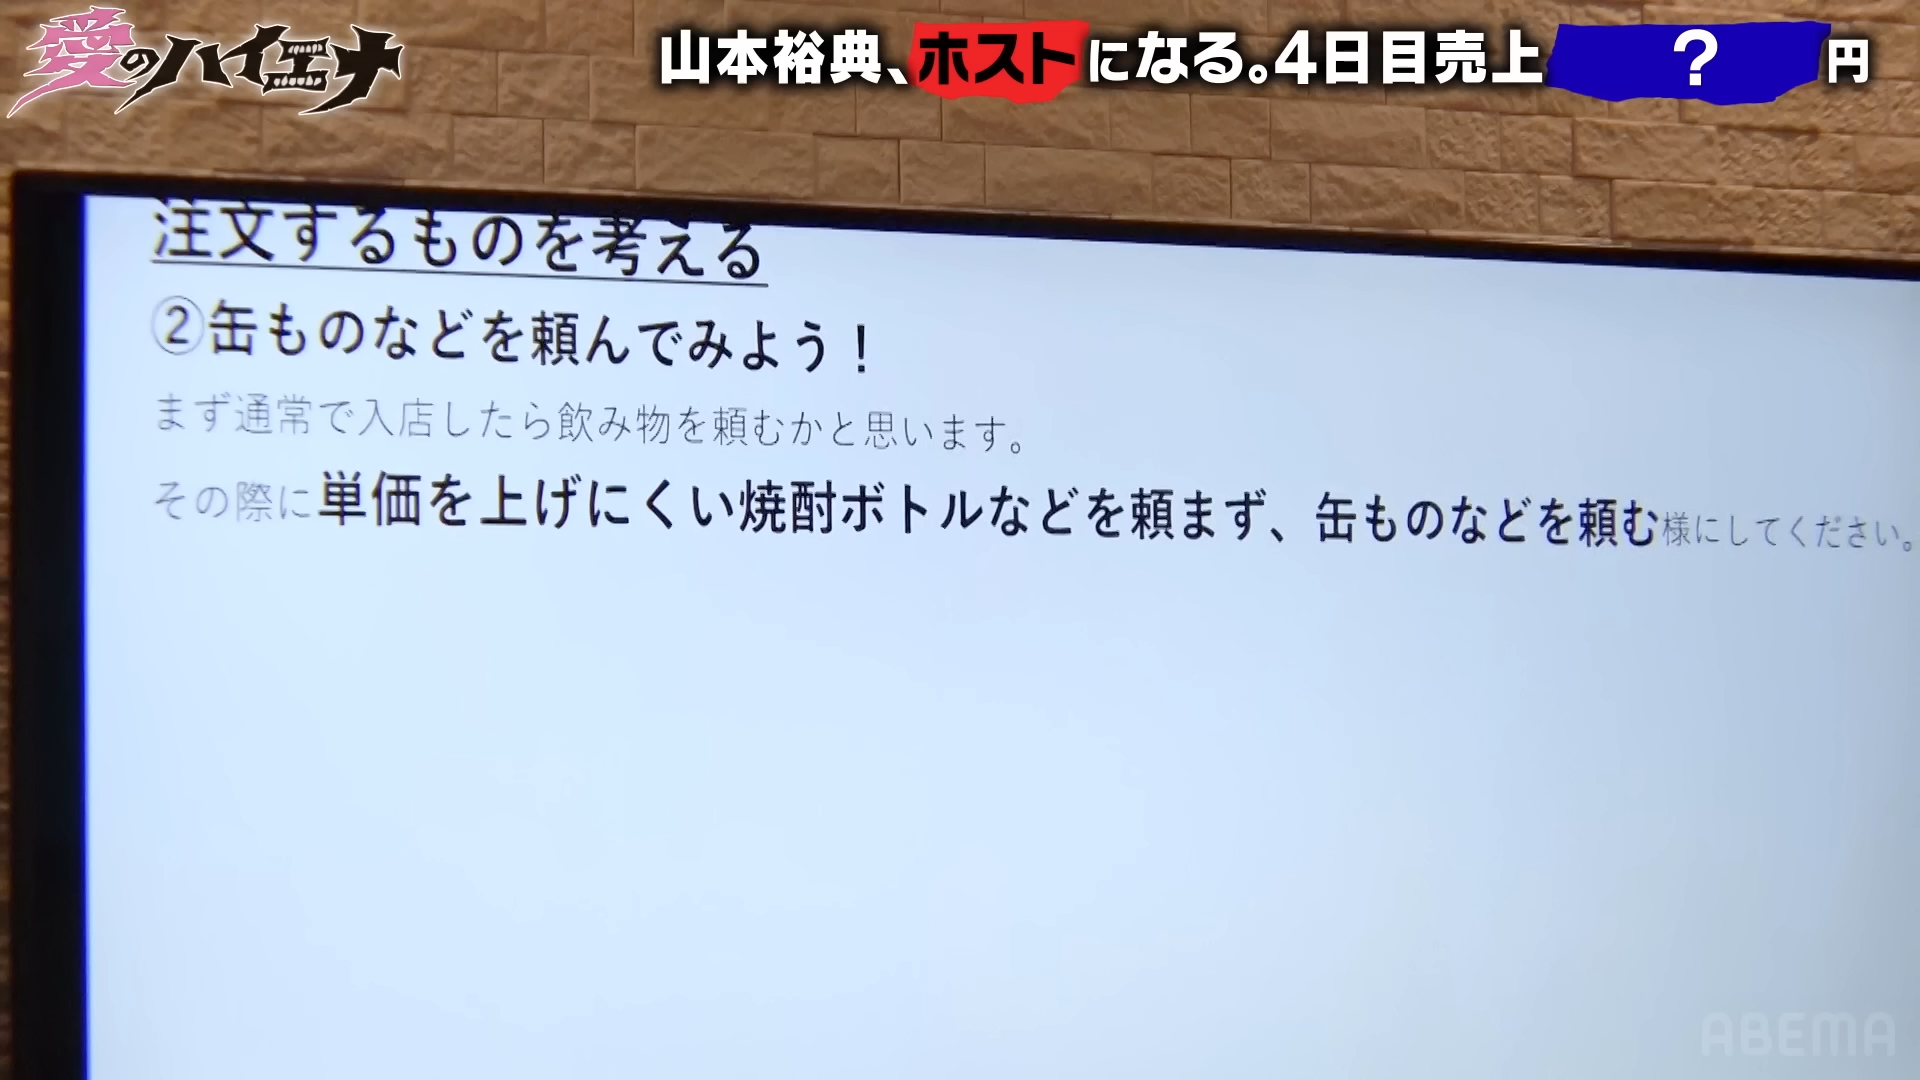 愛のハイエナ
山本裕典、ホストになる。4日目売上 ? 円
注文するものを考える
②缶ものなどを頼んでみよう！
まず通常で入店したら飲み物を頼むかと思います。
その際に単価を上げにくい焼酎ボトルなどを頼まず、缶ものなどを頼む様にしてください。
ABEMA